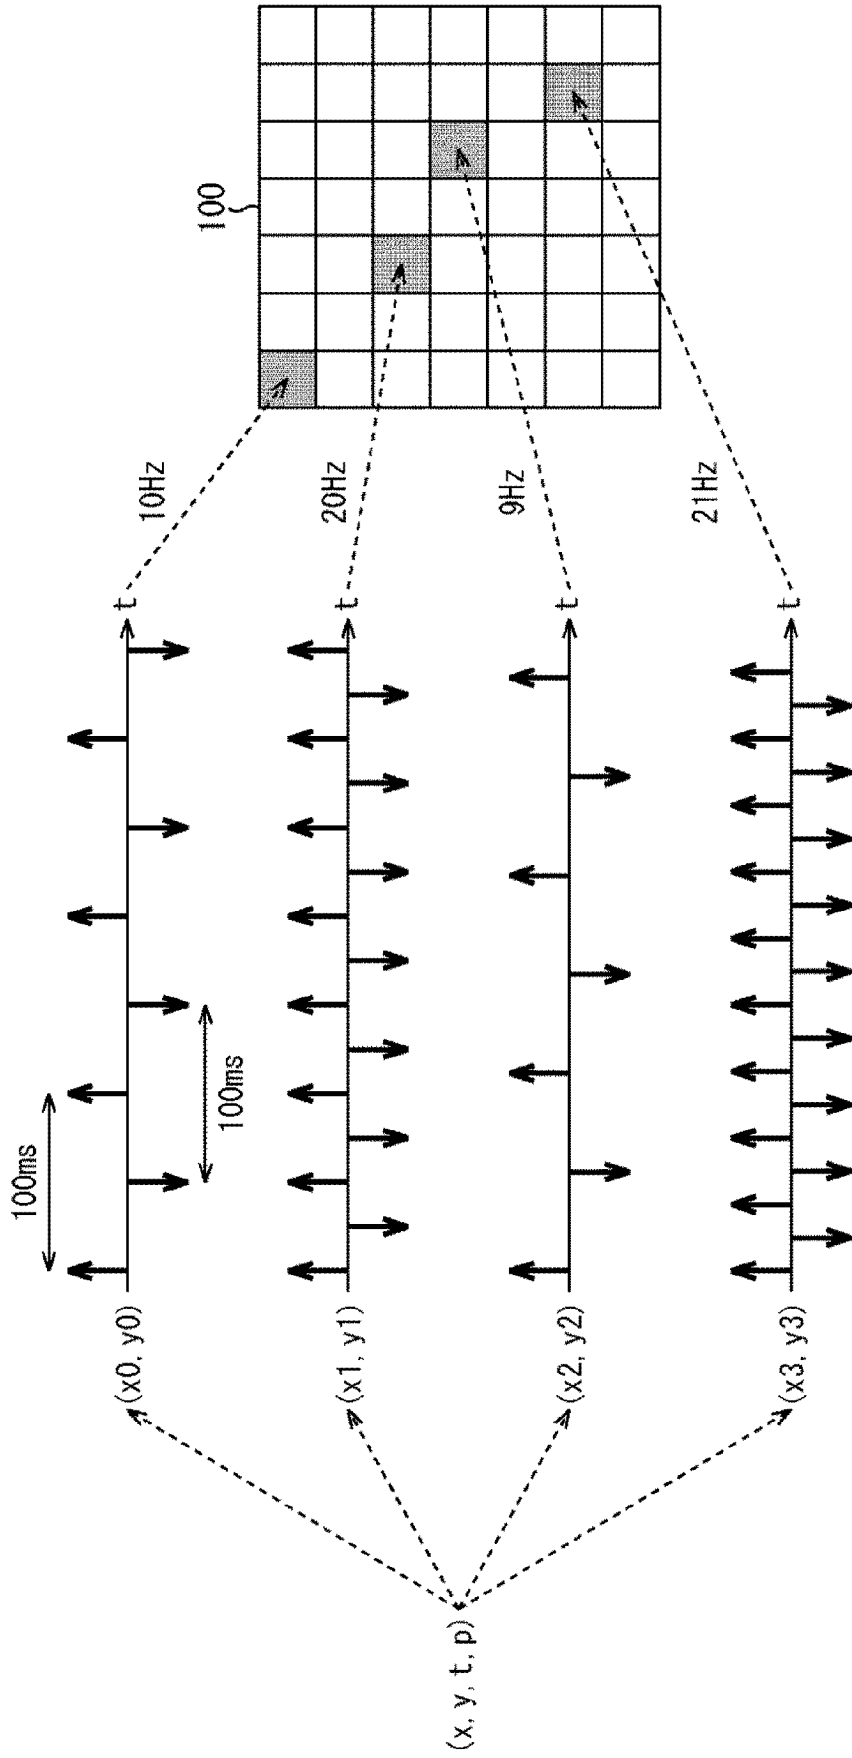 (x, y, t, p)
(x0, y0)
100ms
100ms
t
10Hz
(x1, y1)
t
20Hz
(x2, y2)
t
9Hz
(x3, y3)
t
21Hz
100